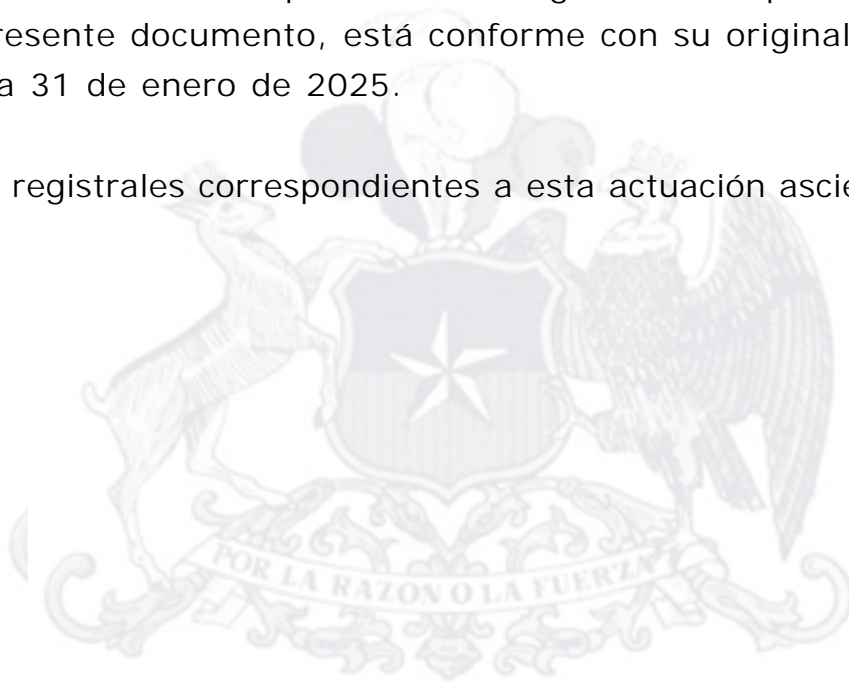 resente documento, está conforme con su original
a 31 de enero de 2025.
registrales correspondientes a esta actuación ascie
POR LA RAZON O LA FUERZA